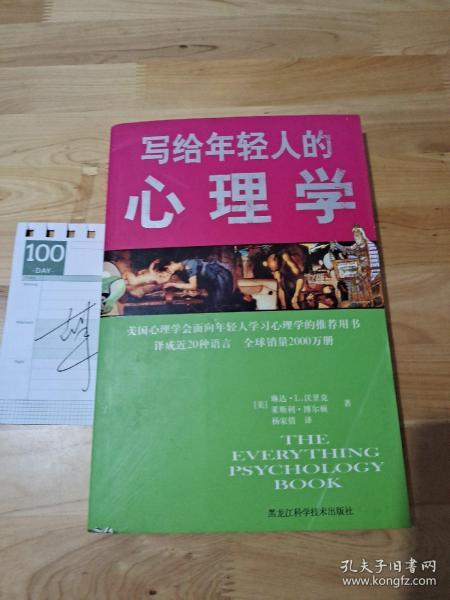 写给年轻人的
心理学
美国心理学会面向年轻人学习心理学的推荐用书
译成近20种语言 全球销量2000万册
[美] 琳达·L.沃里克
莱斯利·博尔顿 著
杨家倩 译
THE
EVERYTHING
PSYCHOLOGY
BOOK
黑龙江科学技术出版社
100
-DAY-
孔夫子旧书网
www.kongfz.com